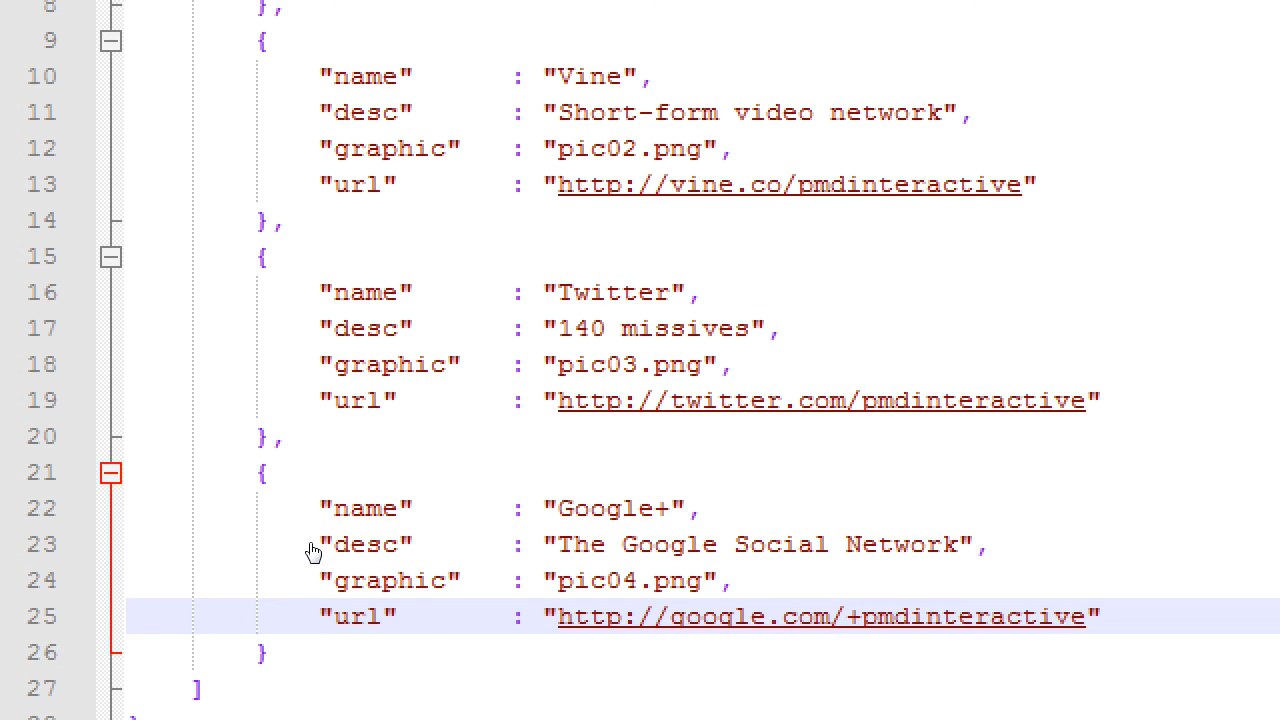 8 },
9 {
10 "name" : "Vine",
11 "desc" : "Short-form video network",
12 "graphic" : "pic02.png",
13 "url" : "http://vine.co/pmdinteractive"
14 },
15 {
16 "name" : "Twitter",
17 "desc" : "140 missives",
18 "graphic" : "pic03.png",
19 "url" : "http://twitter.com/pmdinteractive"
20 },
21 {
22 "name" : "Google+",
23 "desc" : "The Google Social Network",
24 "graphic" : "pic04.png",
25 "url" : "http://google.com/+pmdinteractive"
26 }
27 ]